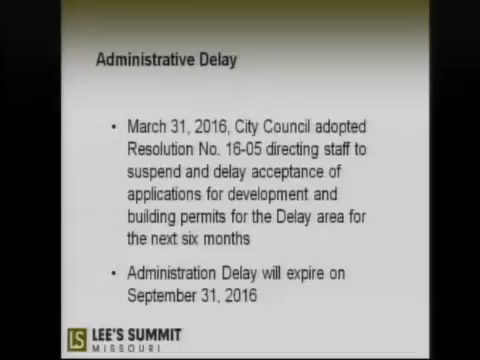 Administrative Delay
• March 31, 2016, City Council adopted
Resolution No. 16-05 directing staff to
suspend and delay acceptance of
applications for development and
building permits for the Delay area for
the next six months
• Administration Delay will expire on
September 31, 2016
LS LEE'S SUMMIT
MISSOURI